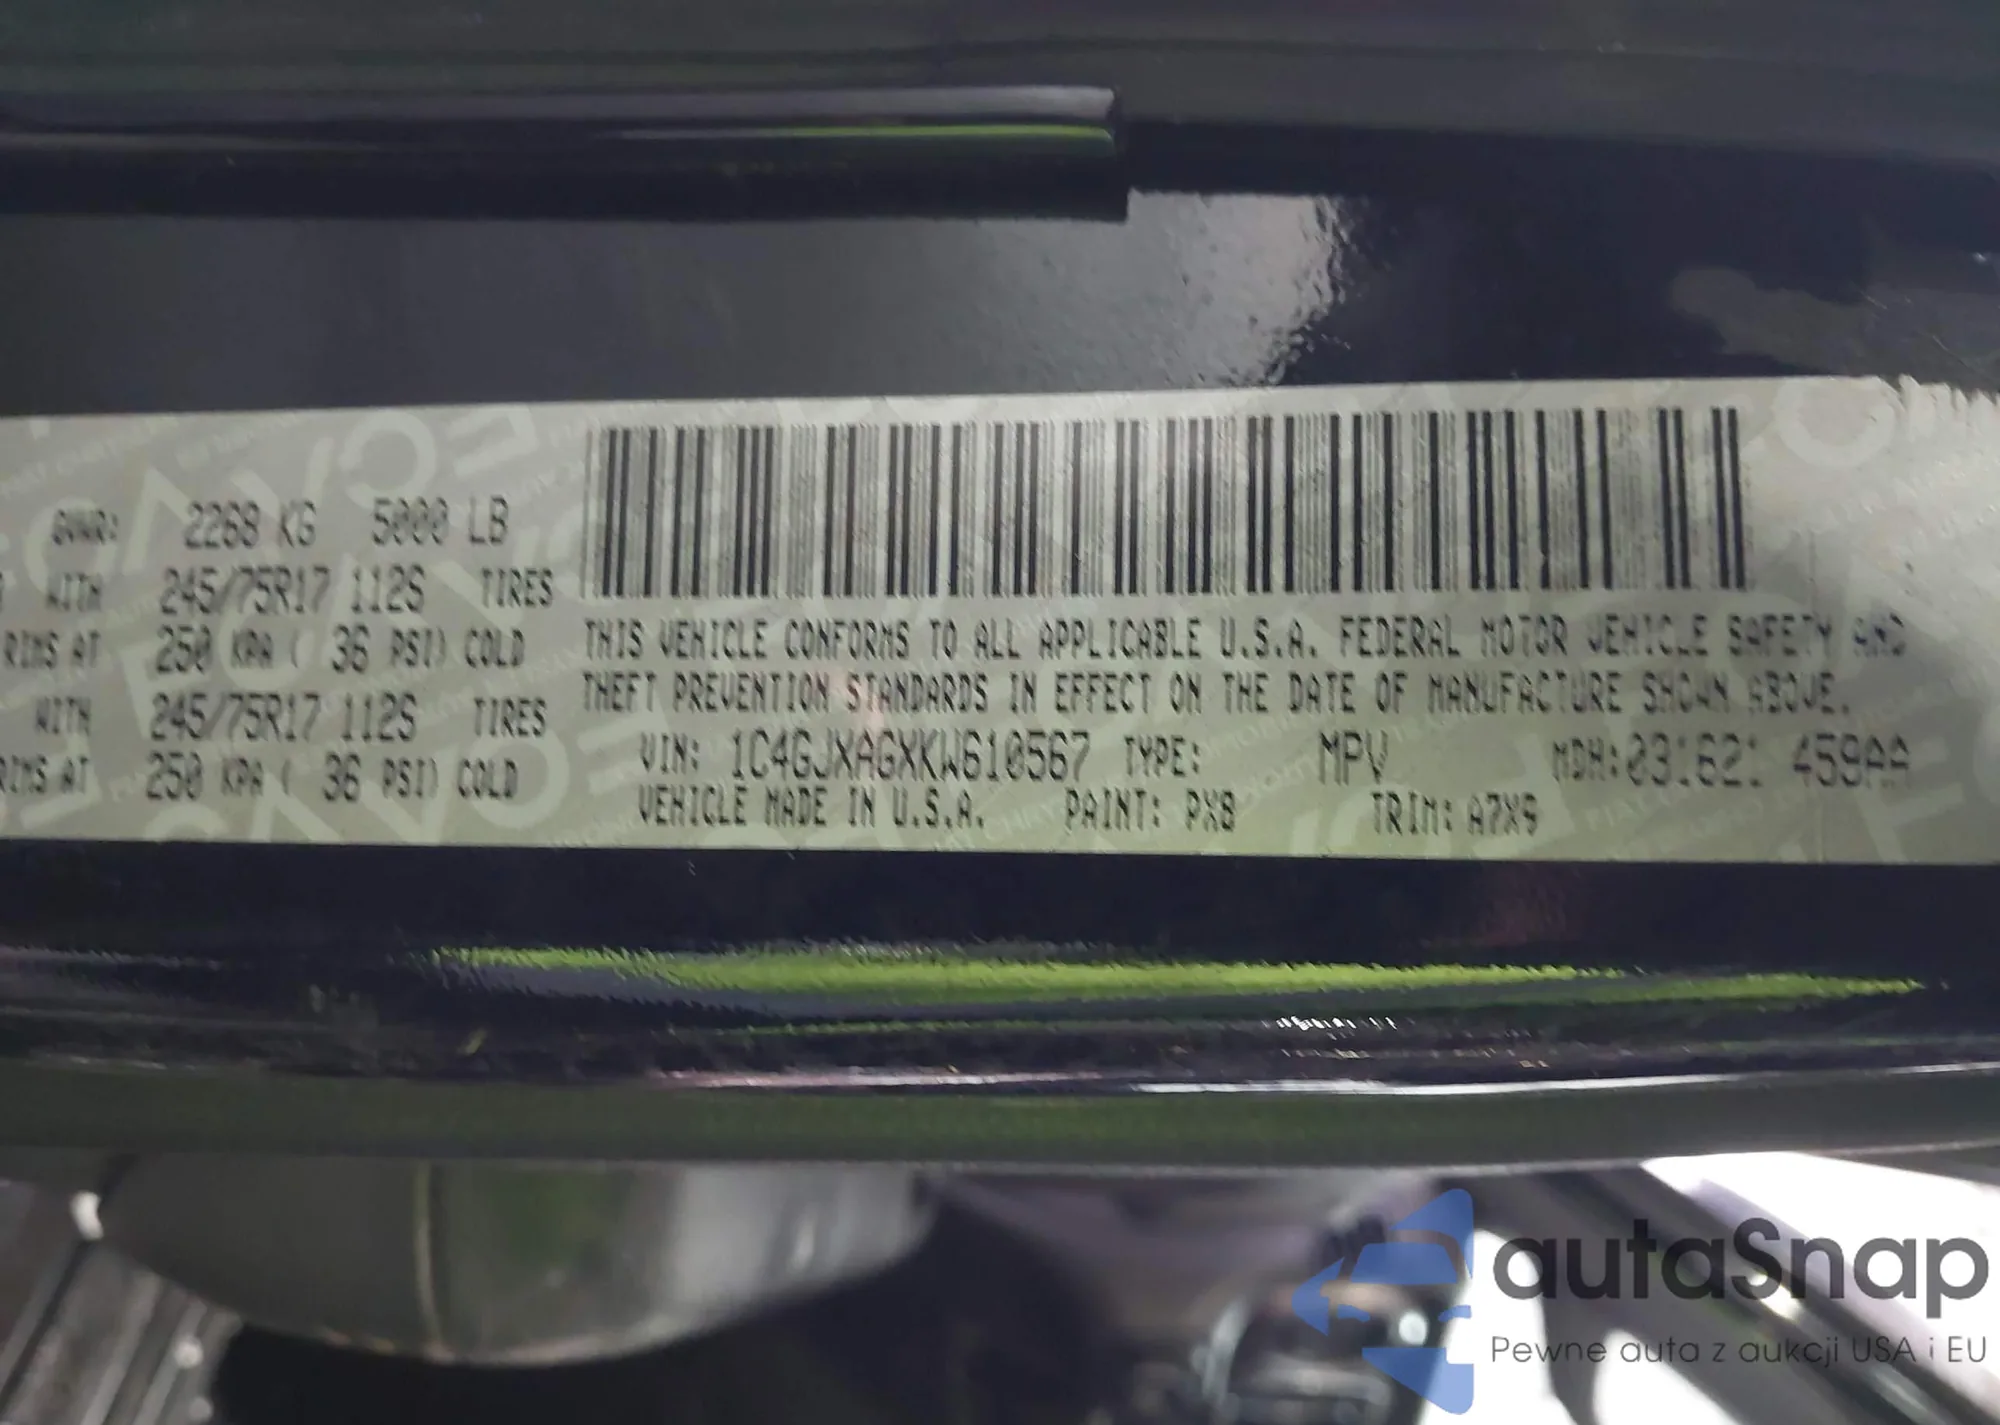 GVWR: 2268 KG 5000 LB
WITH 245/75R17 112S TIRES
RIMS AT 250 KPA ( 36 PSI) COLD
WITH 245/75R17 112S TIRES
RIMS AT 250 KPA ( 36 PSI) COLD
THIS VEHICLE CONFORMS TO ALL APPLICABLE U.S.A. FEDERAL MOTOR VEHICLE SAFETY AND
THEFT PREVENTION STANDARDS IN EFFECT ON THE DATE OF MANUFACTURE SHOWN ABOVE.
VIN: 1C4GJXAGXKW610567 TYPE: MPV MDH:031621 459AA
VEHICLE MADE IN U.S.A. PAINT: PX8 TRIM: A7X9
autaSnap
Pewne auta z aukcji USA i EU